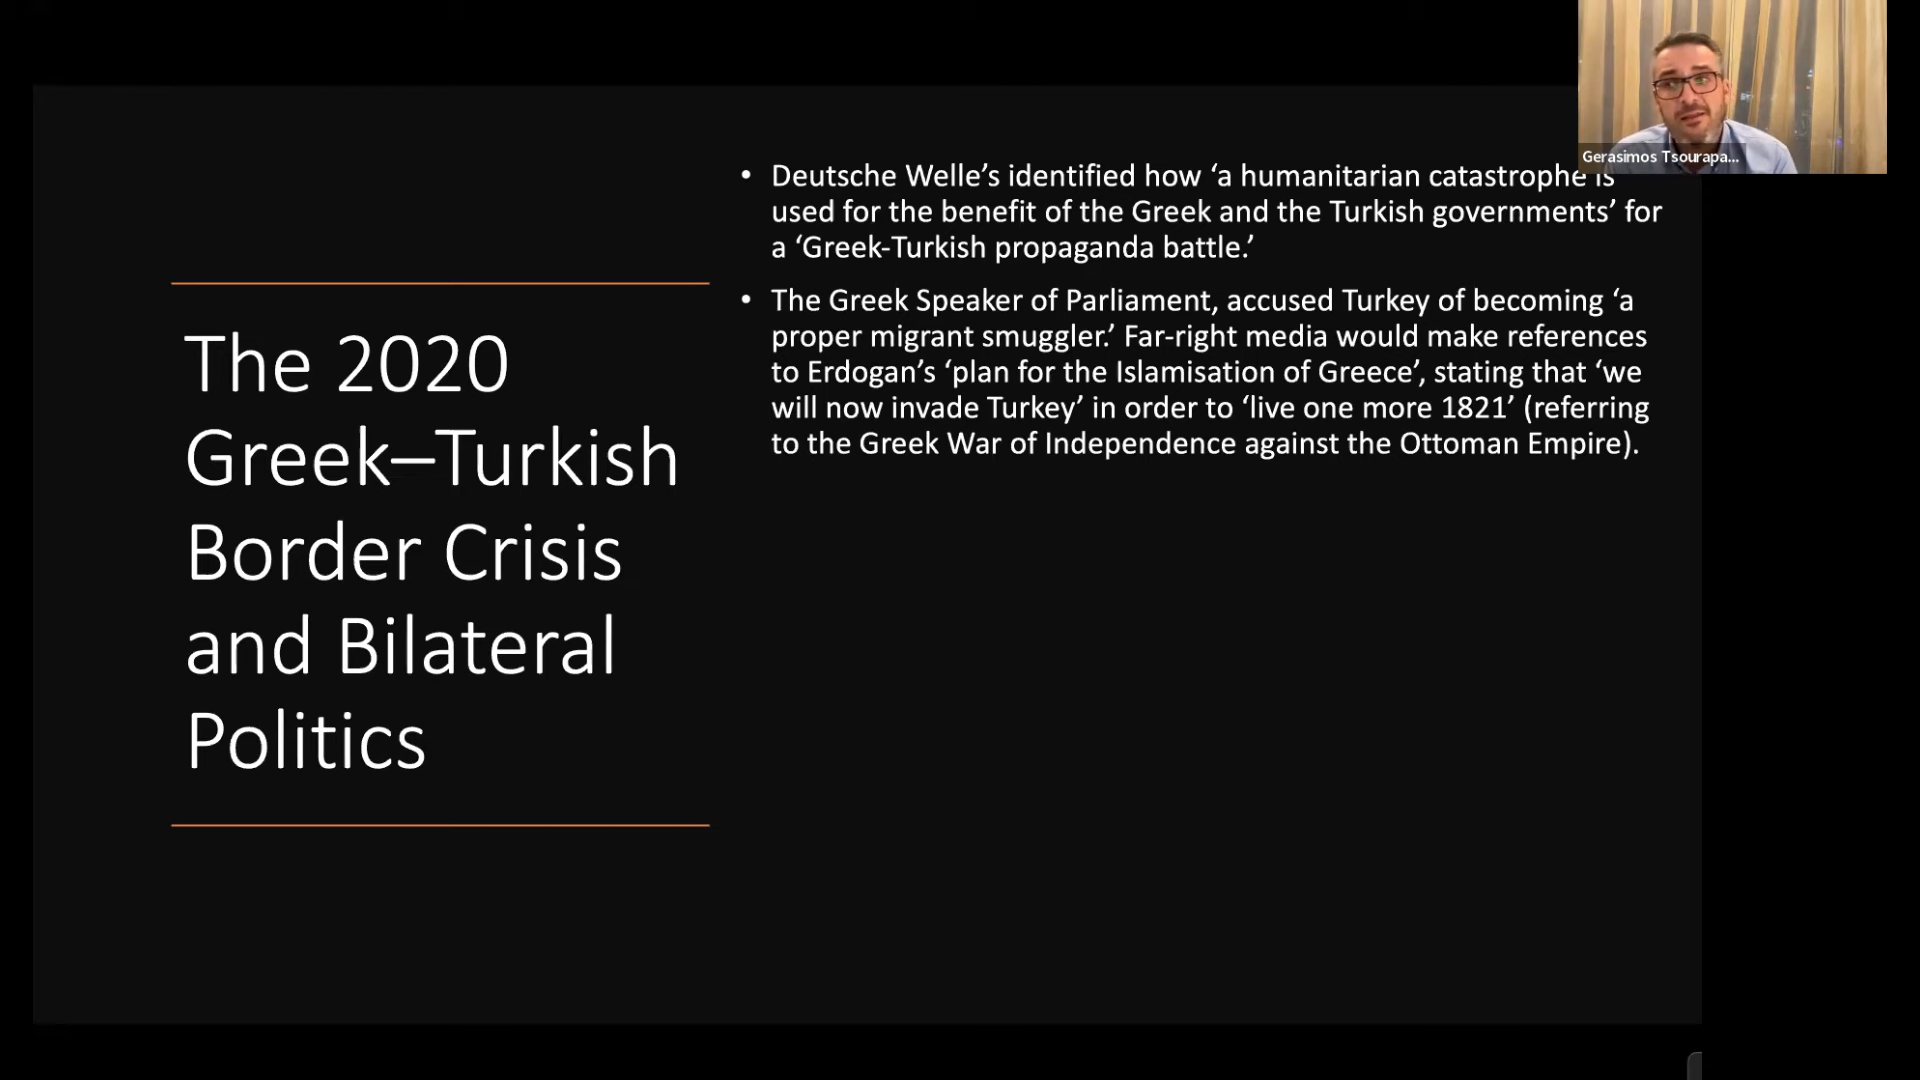 Gerasimos Tsourapa...
• Deutsche Welle’s identified how ‘a humanitarian catastrophe is
used for the benefit of the Greek and the Turkish governments’ for
a ‘Greek-Turkish propaganda battle.’
• The Greek Speaker of Parliament, accused Turkey of becoming ‘a
proper migrant smuggler.’ Far-right media would make references
to Erdogan’s ‘plan for the Islamisation of Greece’, stating that ‘we
will now invade Turkey’ in order to ‘live one more 1821’ (referring
to the Greek War of Independence against the Ottoman Empire).
The 2020
Greek–Turkish
Border Crisis
and Bilateral
Politics